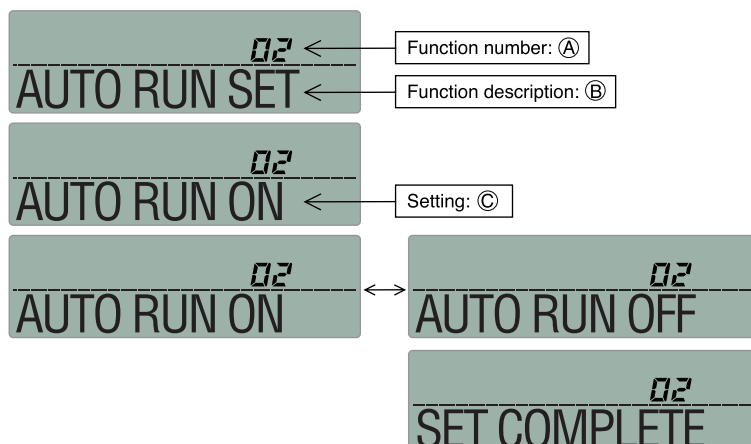 02
Function number: Ⓐ
AUTO RUN SET
Function description: Ⓑ
02
AUTO RUN ON
Setting: Ⓒ
02
AUTO RUN ON
02
AUTO RUN OFF
02
SET COMPLETE